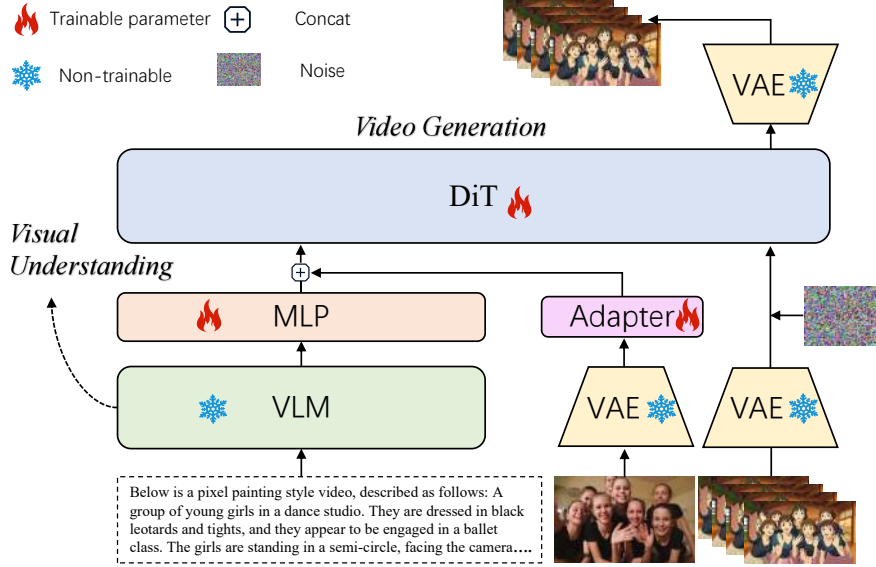 Trainable parameter
Concat
Non-trainable
Noise
VAE
Video Generation
DiT
Visual
Understanding
MLP
Adapter
VLM
VAE
VAE
Below is a pixel painting style video, described as follows: A
group of young girls in a dance studio. They are dressed in black
leotards and tights, and they appear to be engaged in a ballet
class. The girls are standing in a semi-circle, facing the camera....